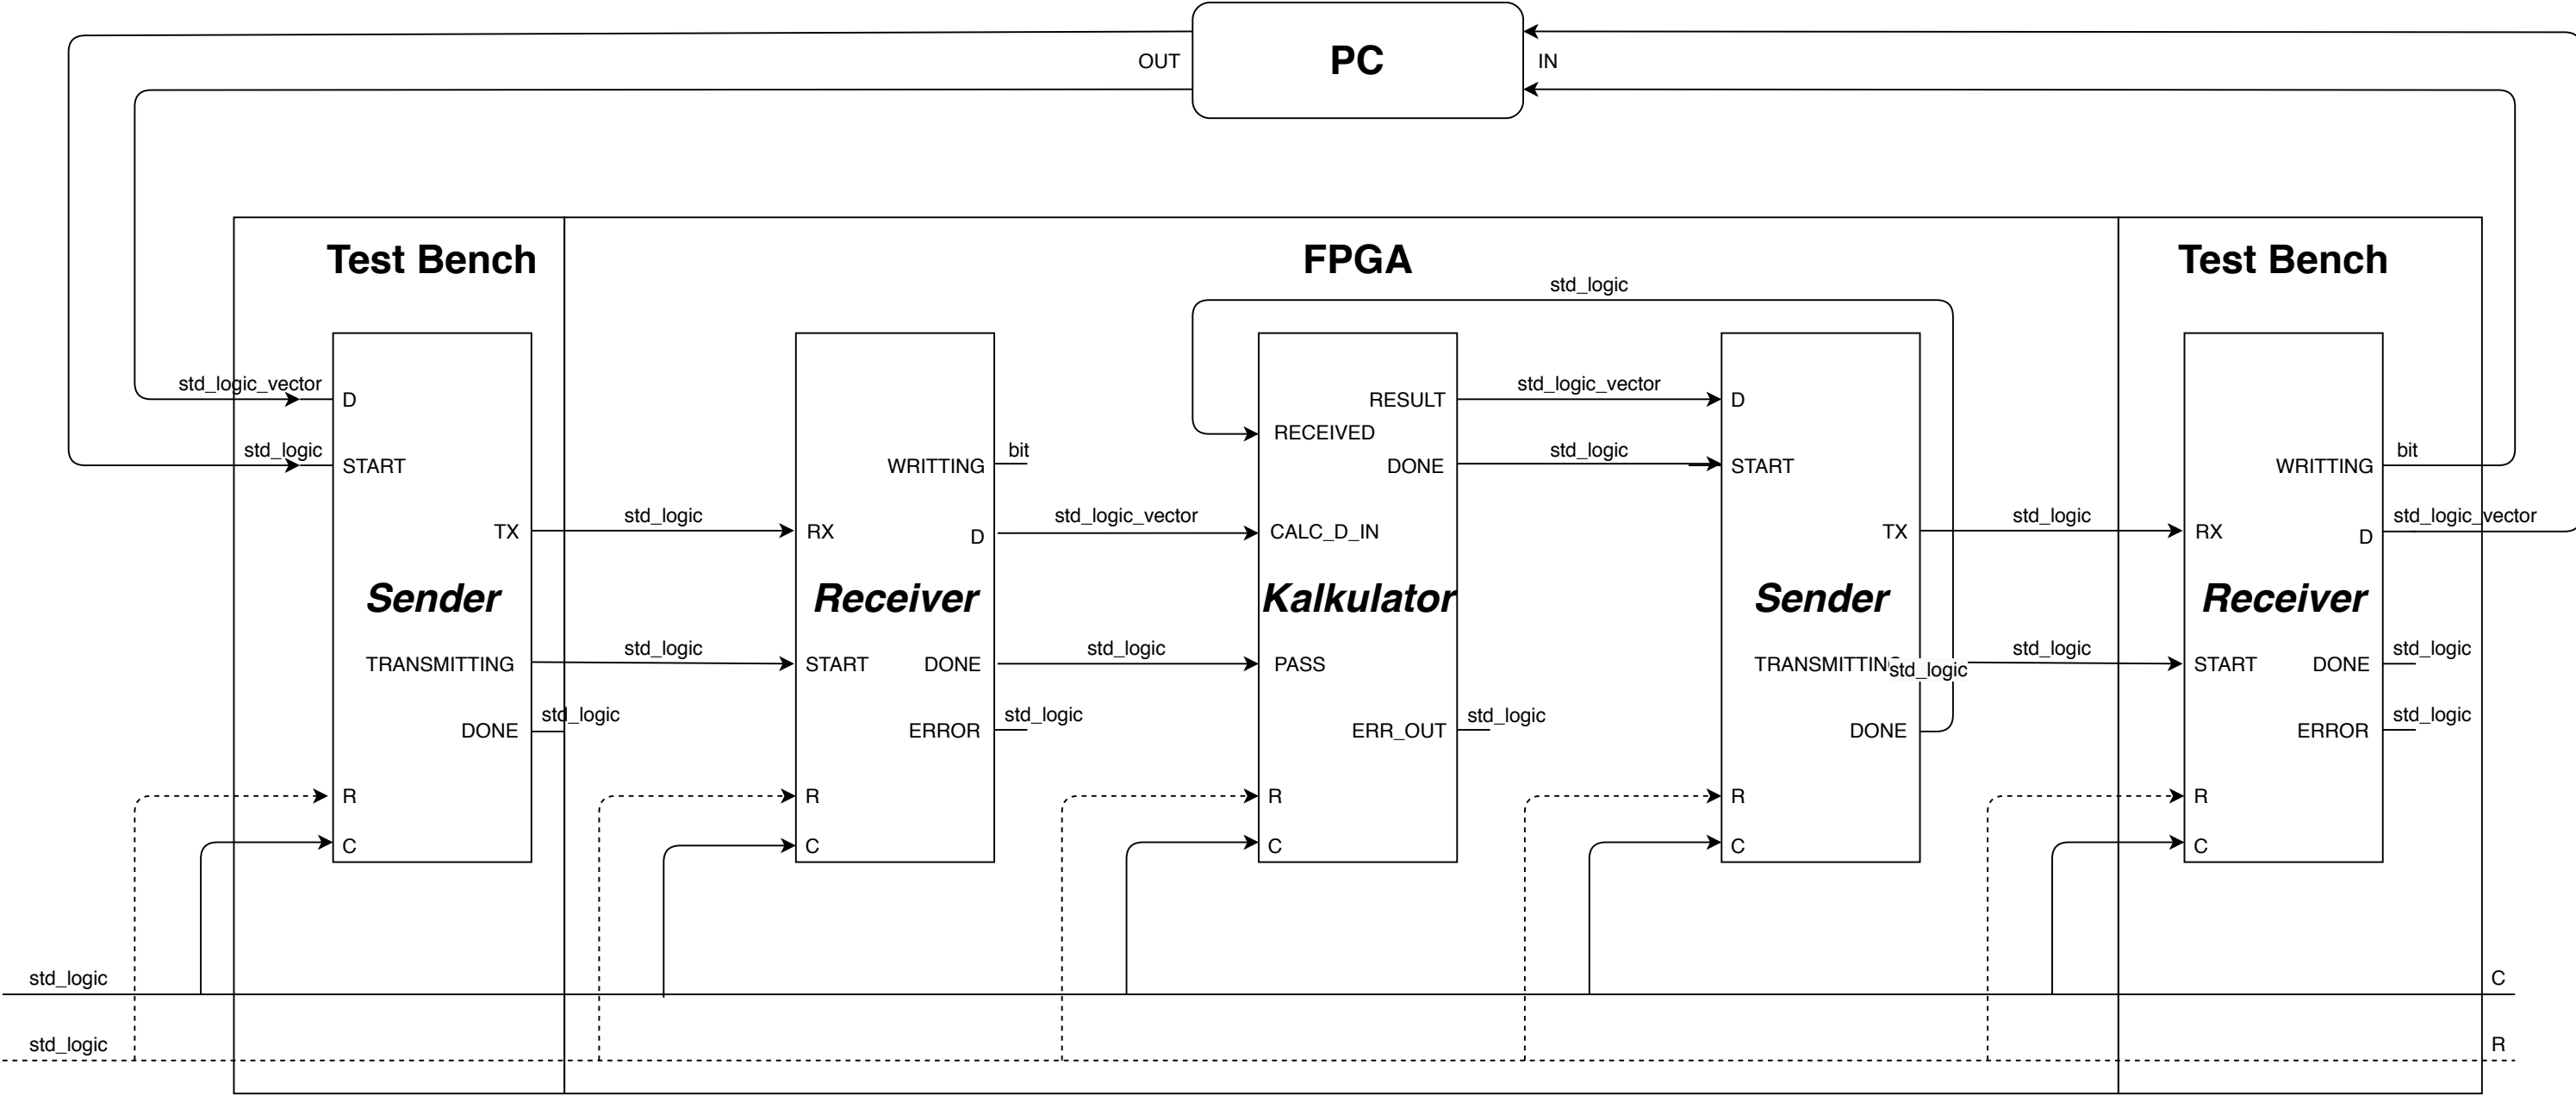 PC
OUT
IN
Test Bench
FPGA
Test Bench
std_logic
std_logic_vector
D
std_logic
START
TX
Sender
TRANSMITTING
DONE
std_logic
R
C
std_logic
std_logic
WRITTING
bit
RX
D
Receiver
START
DONE
ERROR
std_logic
R
C
std_logic_vector
std_logic
RESULT
RECEIVED
DONE
CALC_D_IN
Kalkulator
PASS
ERR_OUT
std_logic
R
C
std_logic_vector
std_logic
D
START
TX
Sender
TRANSMITTING
std_logic
DONE
R
C
std_logic
std_logic
WRITTING
bit
RX
D
std_logic_vector
Receiver
START
DONE
std_logic
ERROR
std_logic
R
C
std_logic
C
std_logic
R